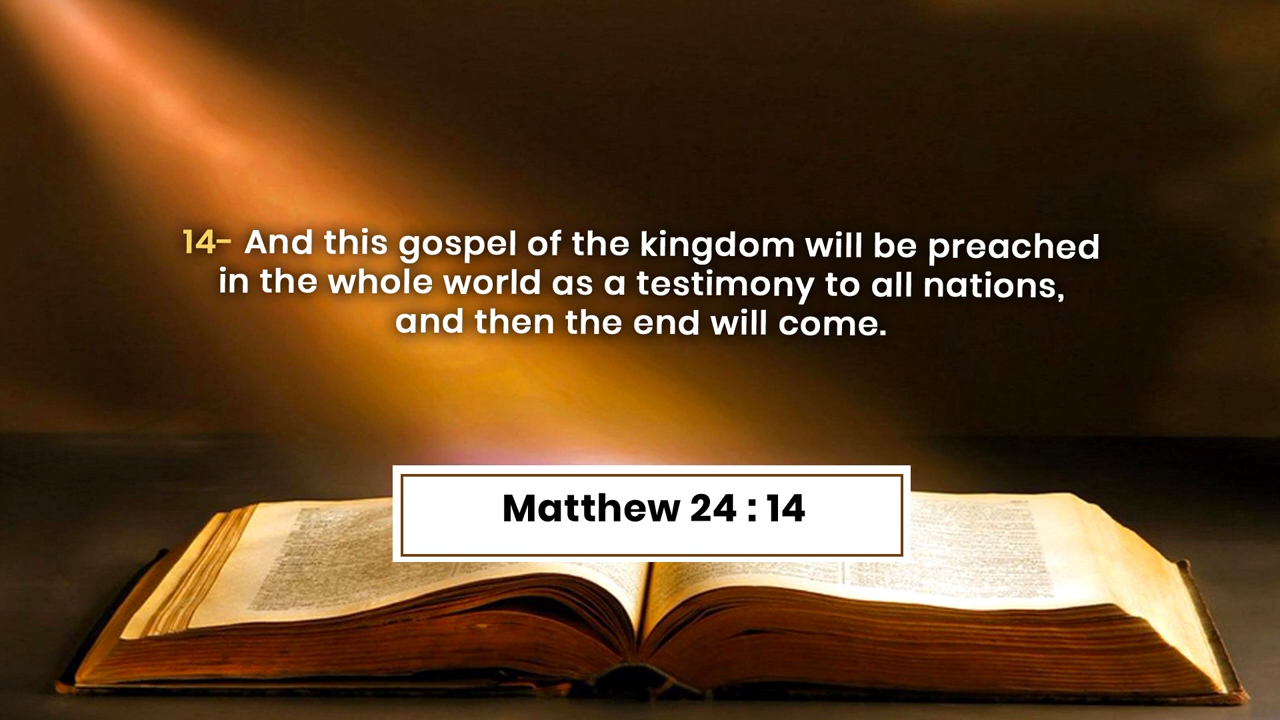 14- And this gospel of the kingdom will be preached
in the whole world as a testimony to all nations,
and then the end will come.
Matthew 24 : 14